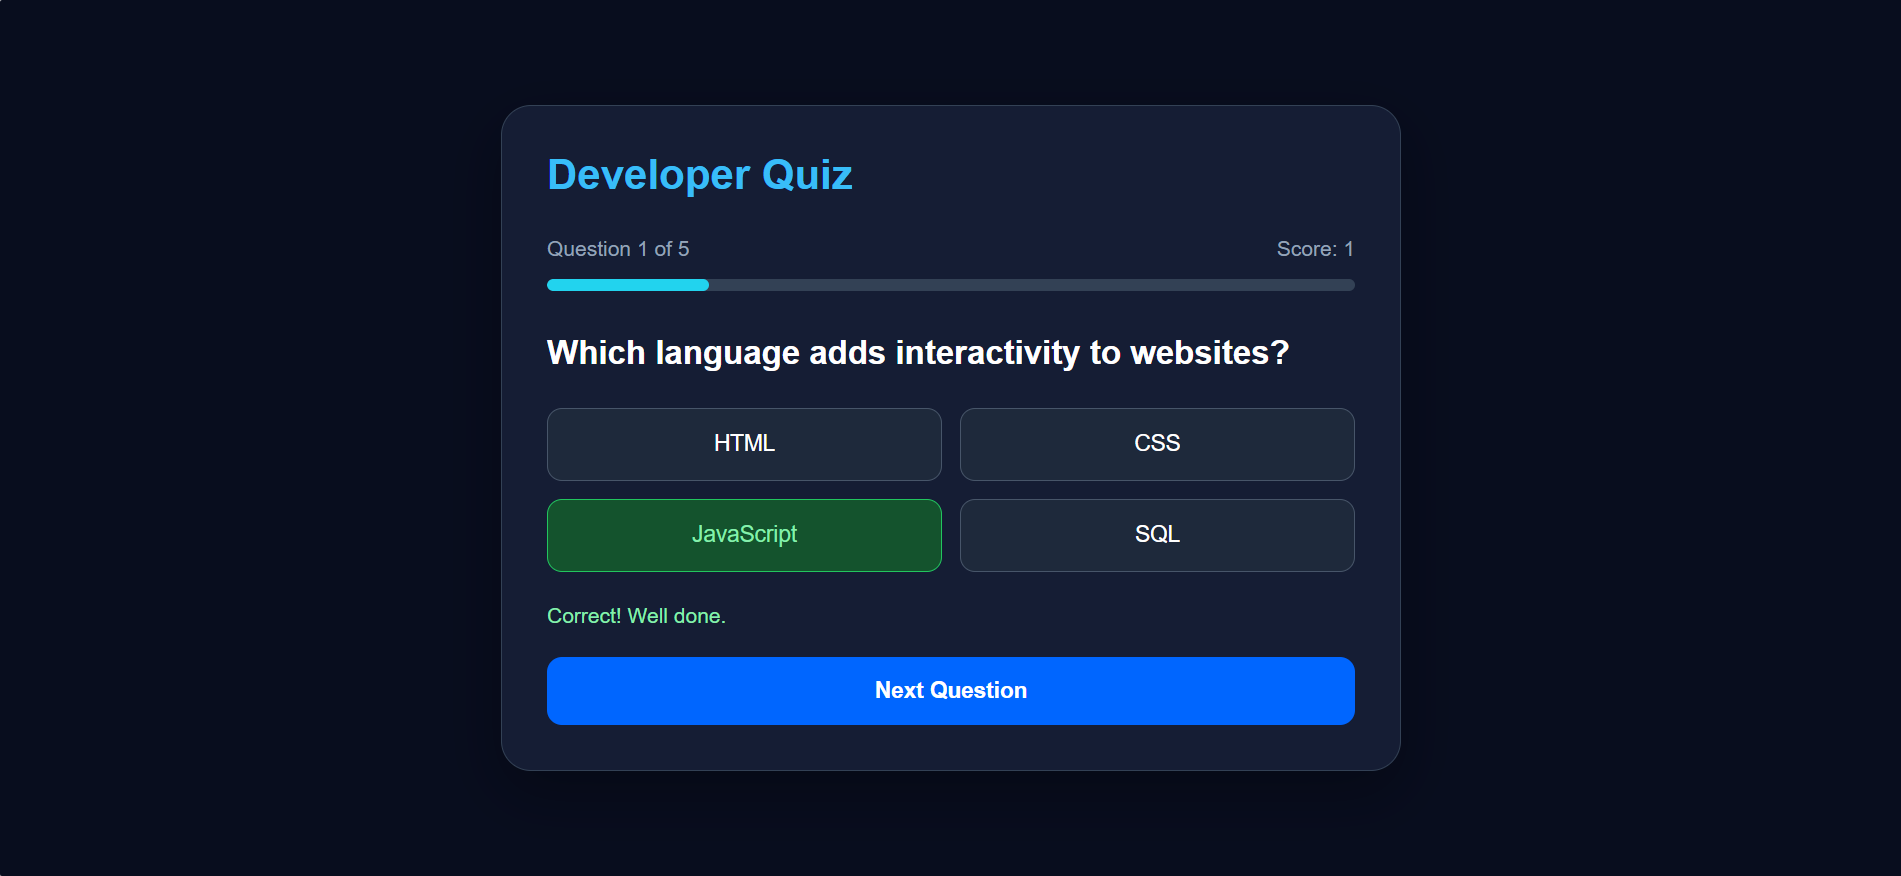 Developer Quiz
Question 1 of 5
Score: 1
Which language adds interactivity to websites?
HTML
CSS
JavaScript
SQL
Correct! Well done.
Next Question